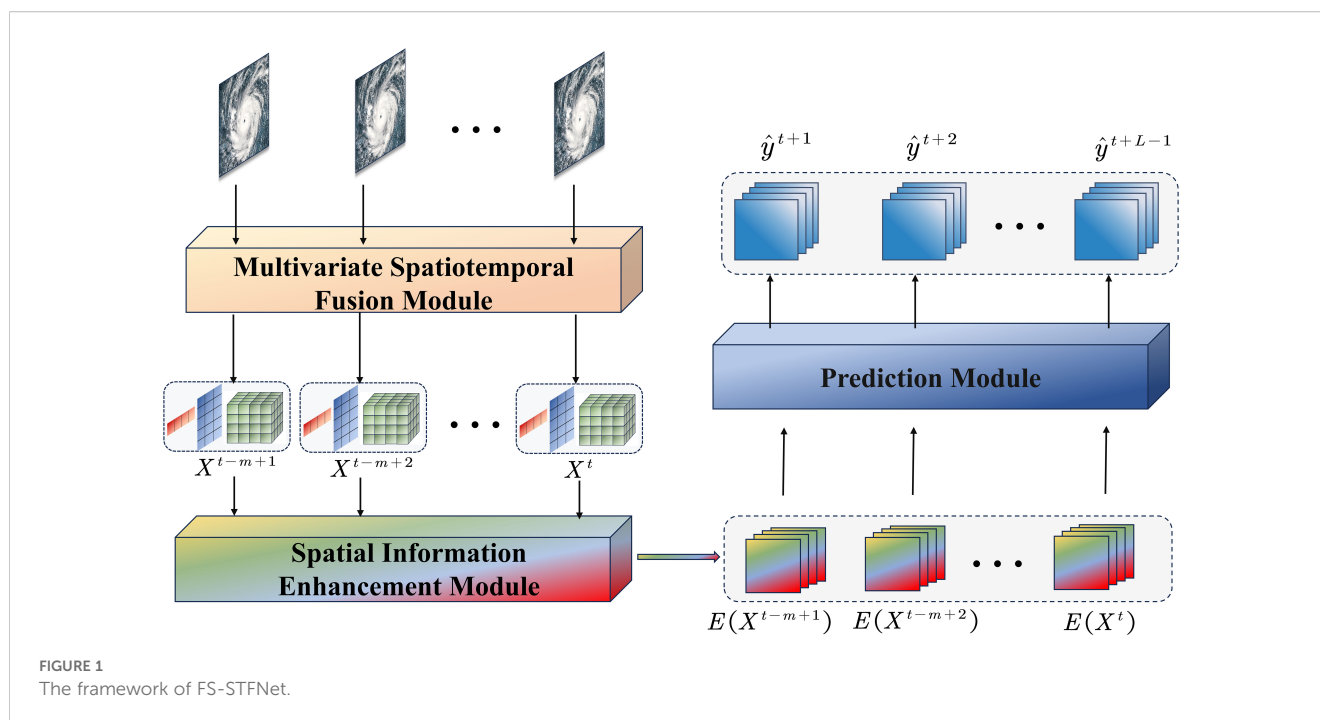 Multivariate Spatiotemporal
Fusion Module
X^{t-m+1}
X^{t-m+2}
• • •
X^{t}
Spatial Information
Enhancement Module
ŷ^{t+1}
ŷ^{t+2}
ŷ^{t+L-1}
Prediction Module
E(X^{t-m+1})
E(X^{t-m+2})
E(X^{t})
FIGURE 1
The framework of FS-STFNet.